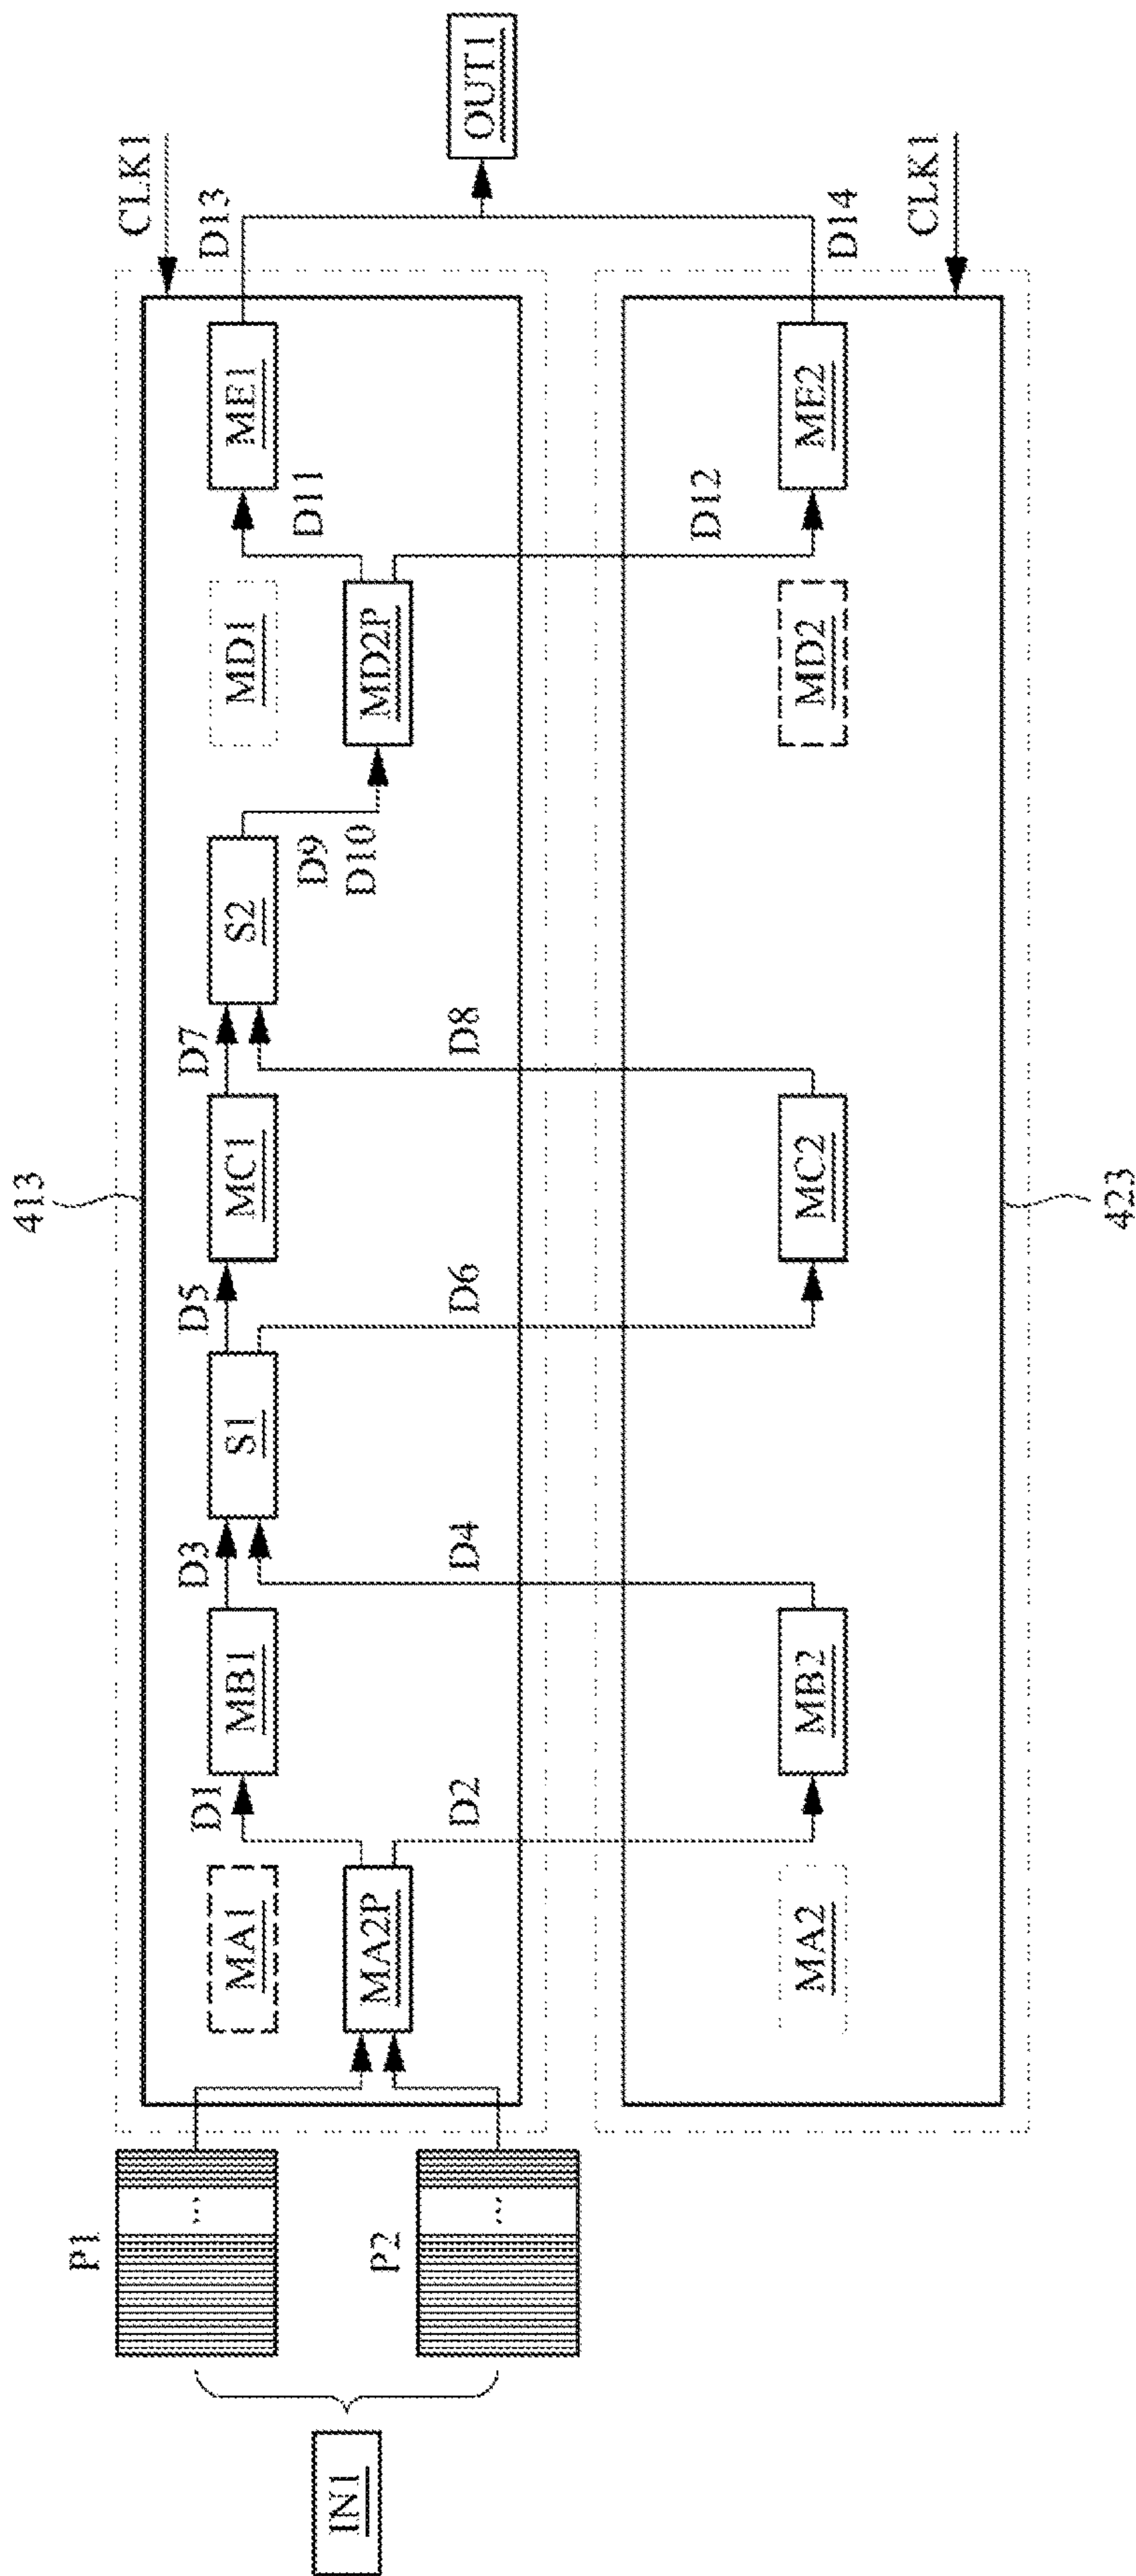 IN1
P1
P2
413
MA1
MA2P
D1
D2
MB1
D3
D4
S1
D5
D6
MC1
D7
D8
S2
D9
D10
MD1
MD2P
D11
D12
ME1
CLK1
D13
OUT1
423
MA2
MB2
MC2
MD2
ME2
D14
CLK1
...
...